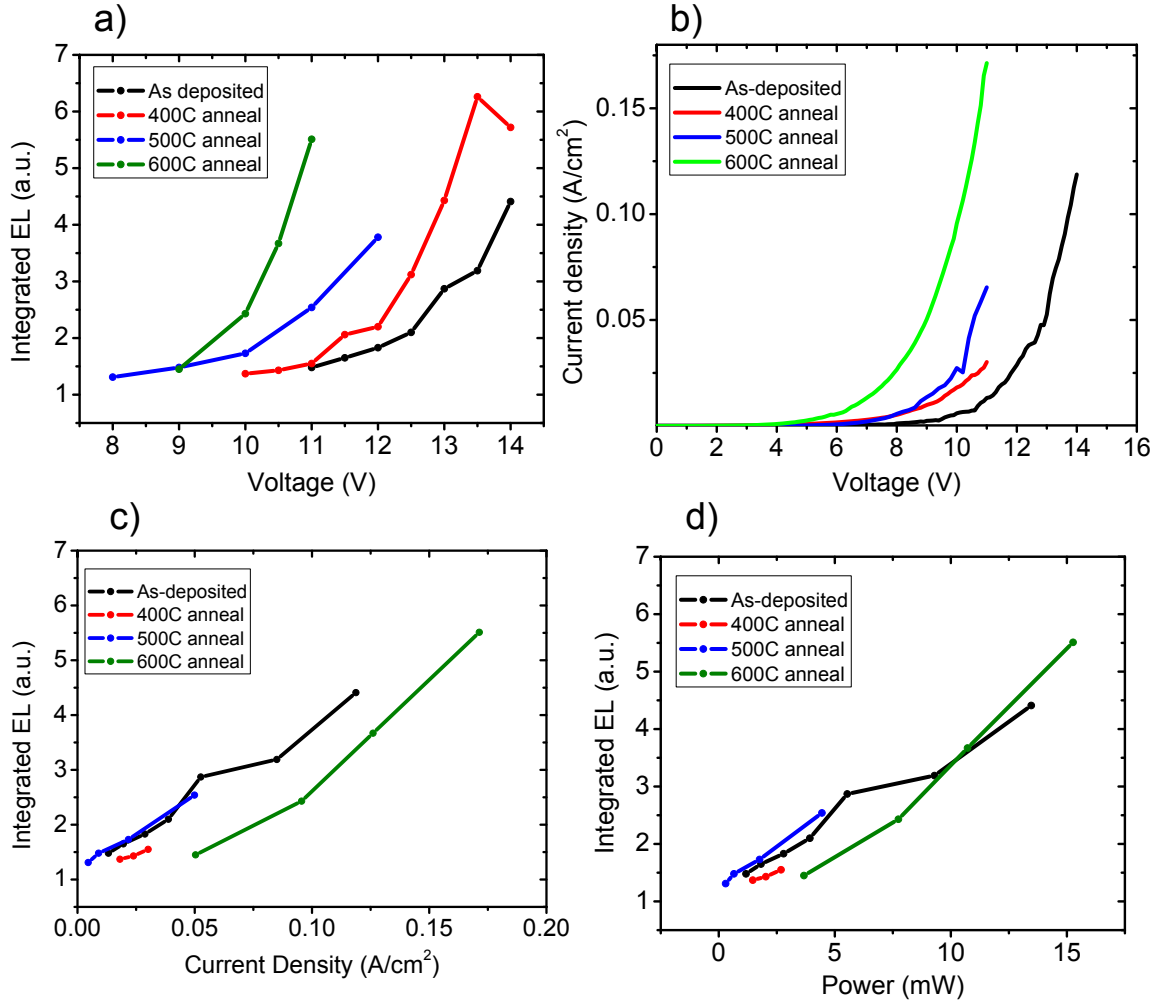 a)
7
6
5
4
3
2
1
Integrated EL (a.u.)
As deposited
400C anneal
500C anneal
600C anneal
8 9 10 11 12 13 14
Voltage (V)
b)
0.15
0.10
0.05
0.00
Current density (A/cm²)
As-deposited
400C anneal
500C anneal
600C anneal
0 2 4 6 8 10 12 14 16
Voltage (V)
c)
7
6
5
4
3
2
1
Integrated EL (a.u.)
As-deposited
400C anneal
500C anneal
600C anneal
0.00 0.05 0.10 0.15 0.20
Current Density (A/cm²)
d)
7
6
5
4
3
2
1
Integrated EL (a.u.)
As-deposited
400C anneal
500C anneal
600C anneal
0 5 10 15
Power (mW)